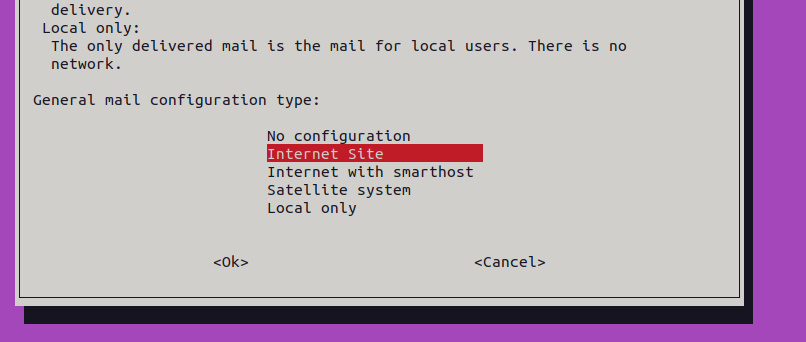 delivery.
Local only:
The only delivered mail is the mail for local users. There is no
network.
General mail configuration type:
No configuration
Internet Site
Internet with smarthost
Satellite system
Local only
<Ok> <Cancel>